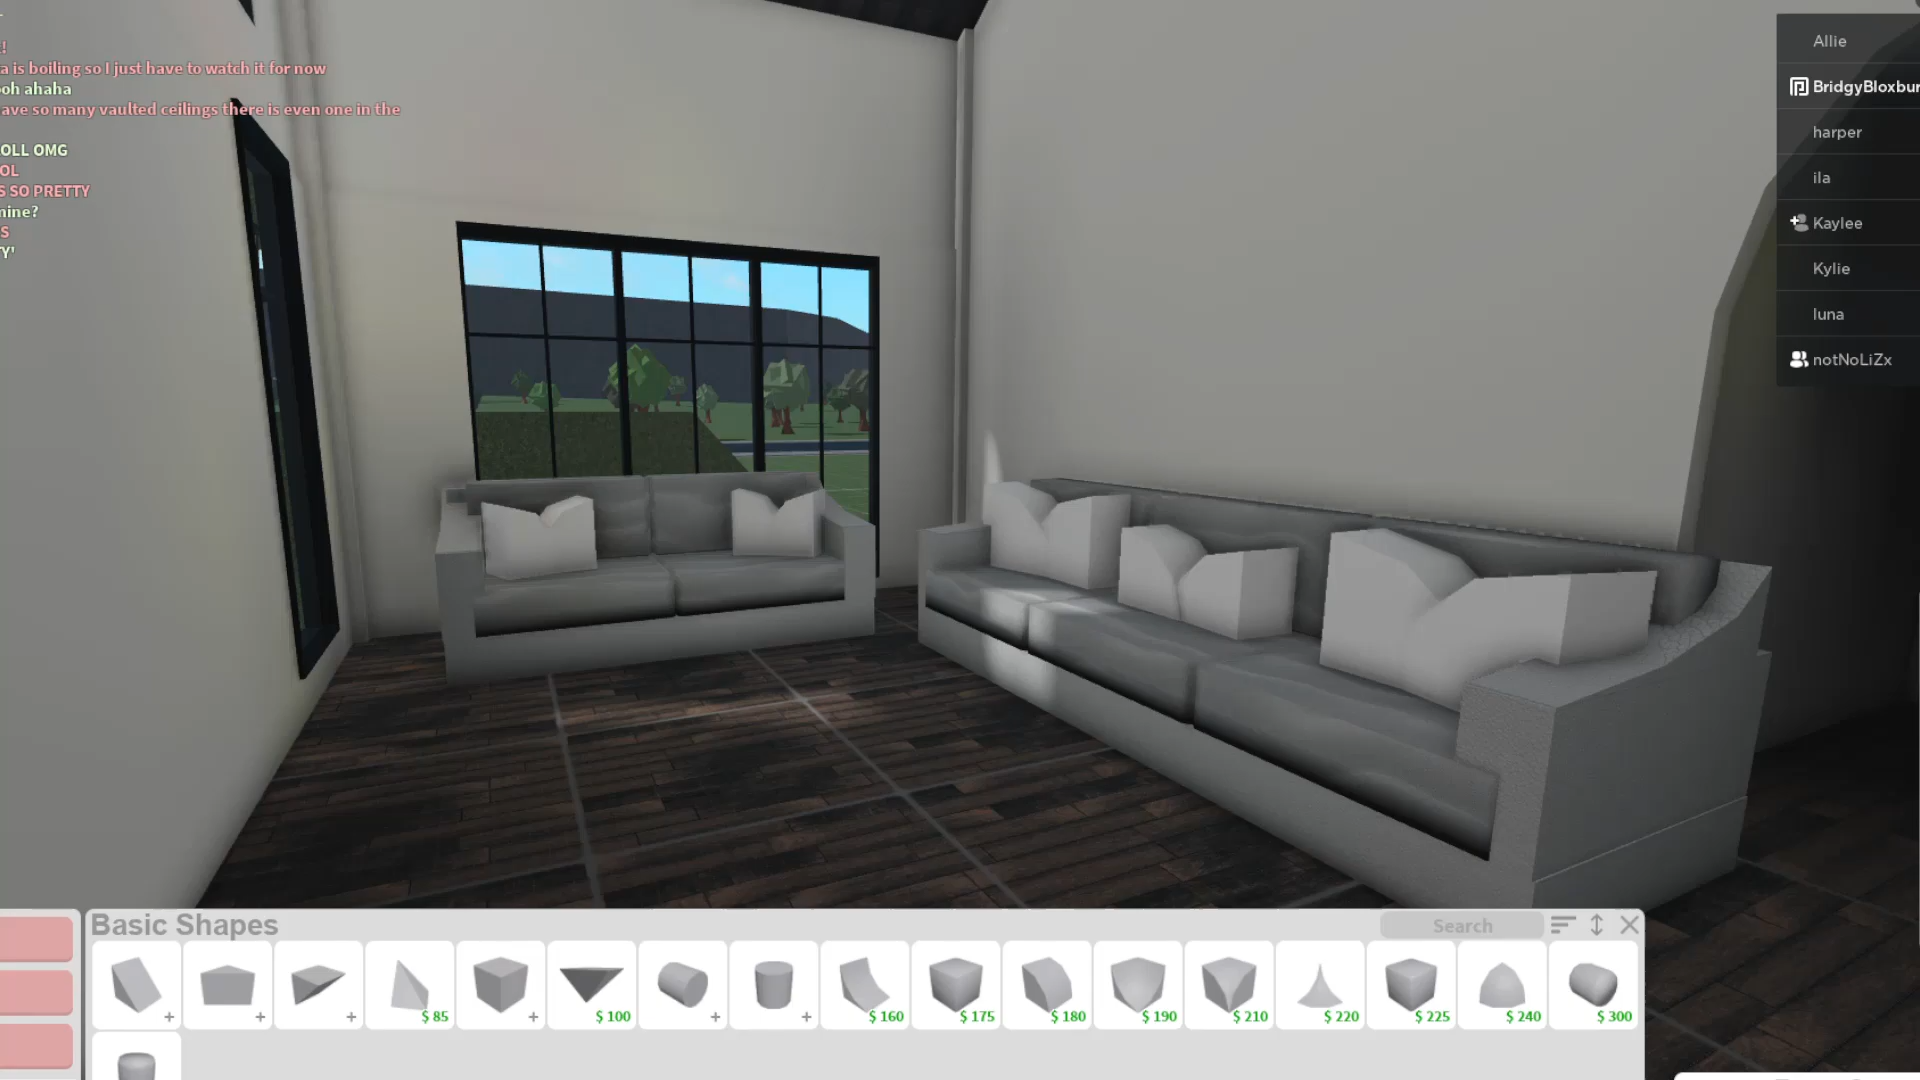 !
a is boiling so I just have to watch it for now
oh ahaha
ave so many vaulted ceilings there is even one in the
OLL OMG
OL
S SO PRETTY
mine?
S
Y'
Allie
BridgyBloxbur
harper
ila
Kaylee
Kylie
luna
notNoLiZx
Basic Shapes
Search
+
+
+
$ 85
+
$ 100
+
+
$ 160
$ 175
$ 180
$ 190
$ 210
$ 220
$ 225
$ 240
$ 300